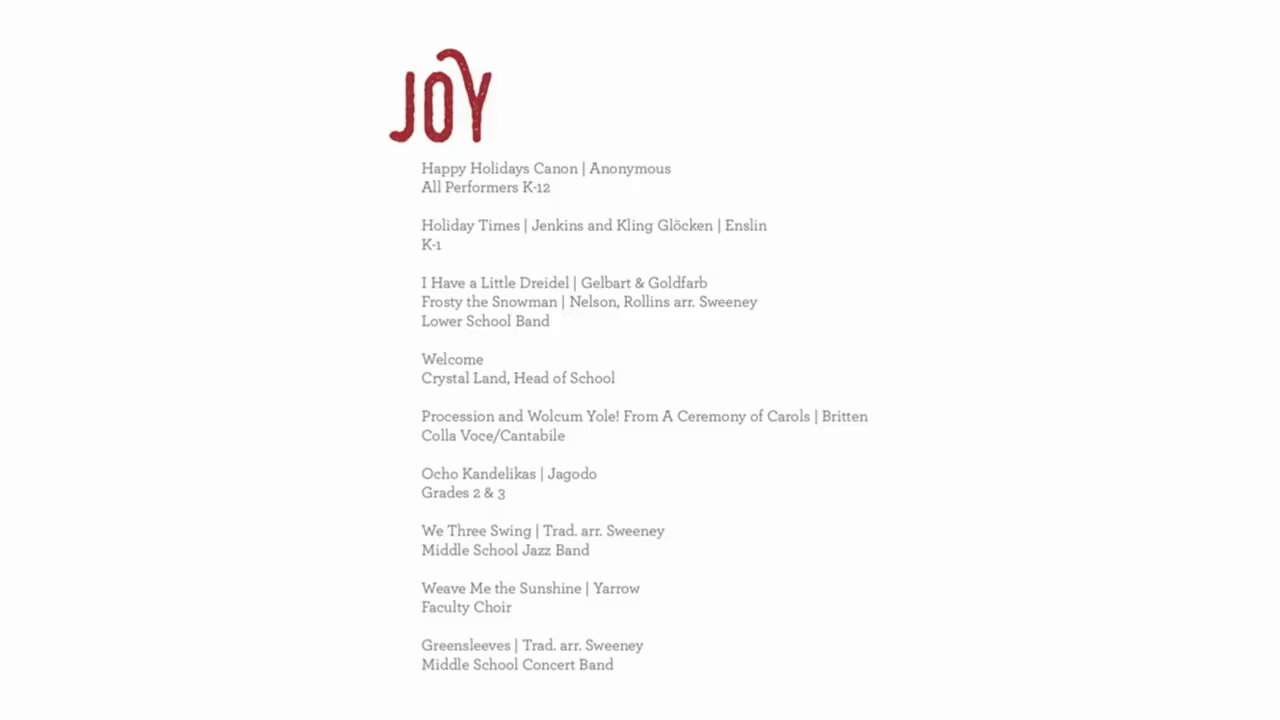 JOY
Happy Holidays Canon | Anonymous
All Performers K-12
Holiday Times | Jenkins and Kling Glöcken | Enslin
K-1
I Have a Little Dreidel | Gelbart & Goldfarb
Frosty the Snowman | Nelson, Rollins arr. Sweeney
Lower School Band
Welcome
Crystal Land, Head of School
Procession and Wolcum Yole! From A Ceremony of Carols | Britten
Colla Voce/Cantabile
Ocho Kandelikas | Jagodo
Grades 2 & 3
We Three Swing | Trad. arr. Sweeney
Middle School Jazz Band
Weave Me the Sunshine | Yarrow
Faculty Choir
Greensleeves | Trad. arr. Sweeney
Middle School Concert Band